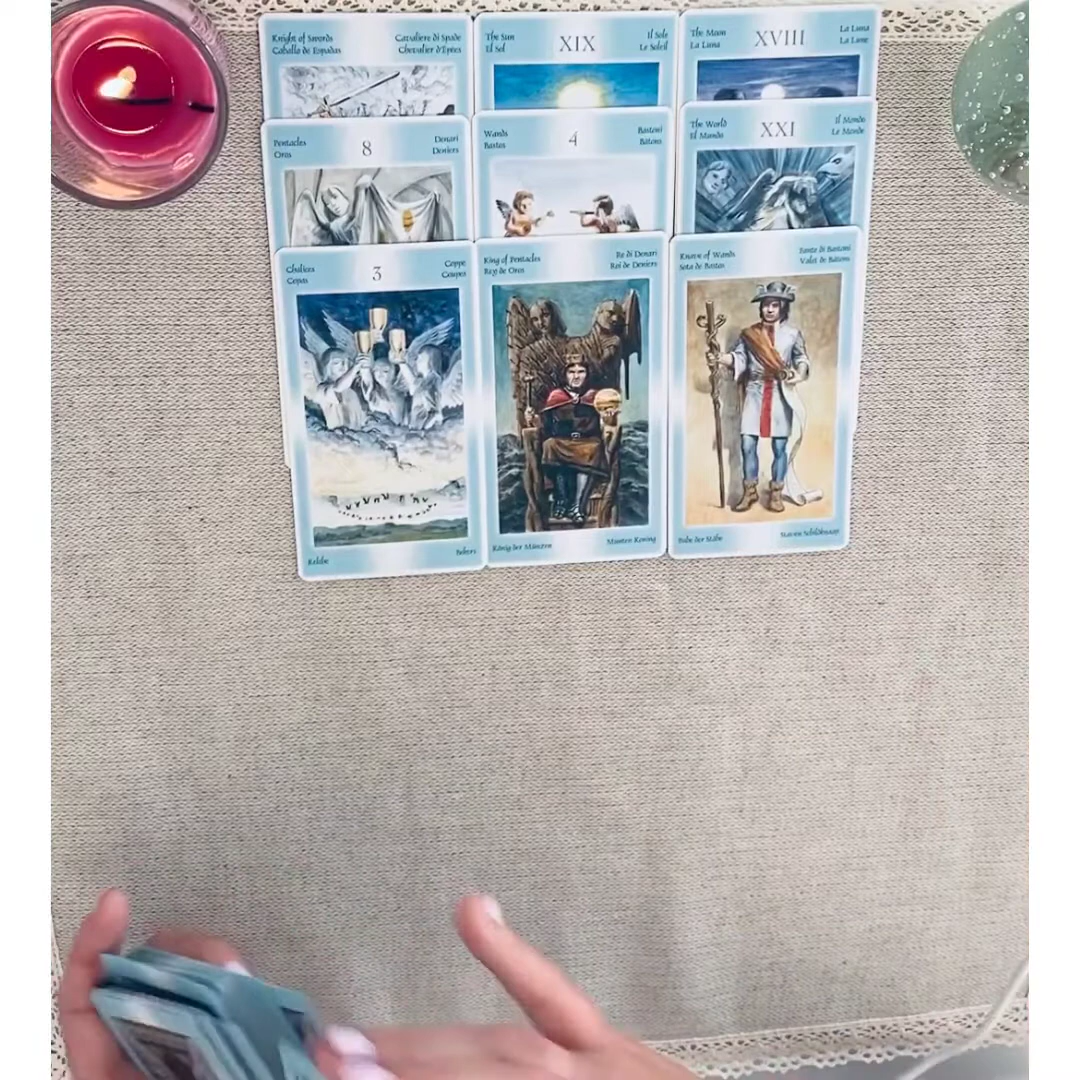 Knight of Swords
Caballo de Espadas
Cavaliere di Spade
Chevalier d'Epées
The Sun
El Sol
XIX
Il Sole
Le Soleil
The Moon
La Luna
XVIII
La Luna
La Lune
Pentacles
Oros
8
Denari
Deniers
Wands
Bastos
4
Bastoni
Bâtons
The World
El Mundo
XXI
Il Mondo
Le Monde
Chalices
Copas
3
Coppe
Coupes
Kelche
Bekers
King of Pentacles
Rey de Oros
Re di Denari
Roi de Deniers
König der Münzen
Munten Koning
Knave of Wands
Sota de Bastos
Fante di Bastoni
Valet de Bâtons
Bube der Stäbe
Staven Schildknaap